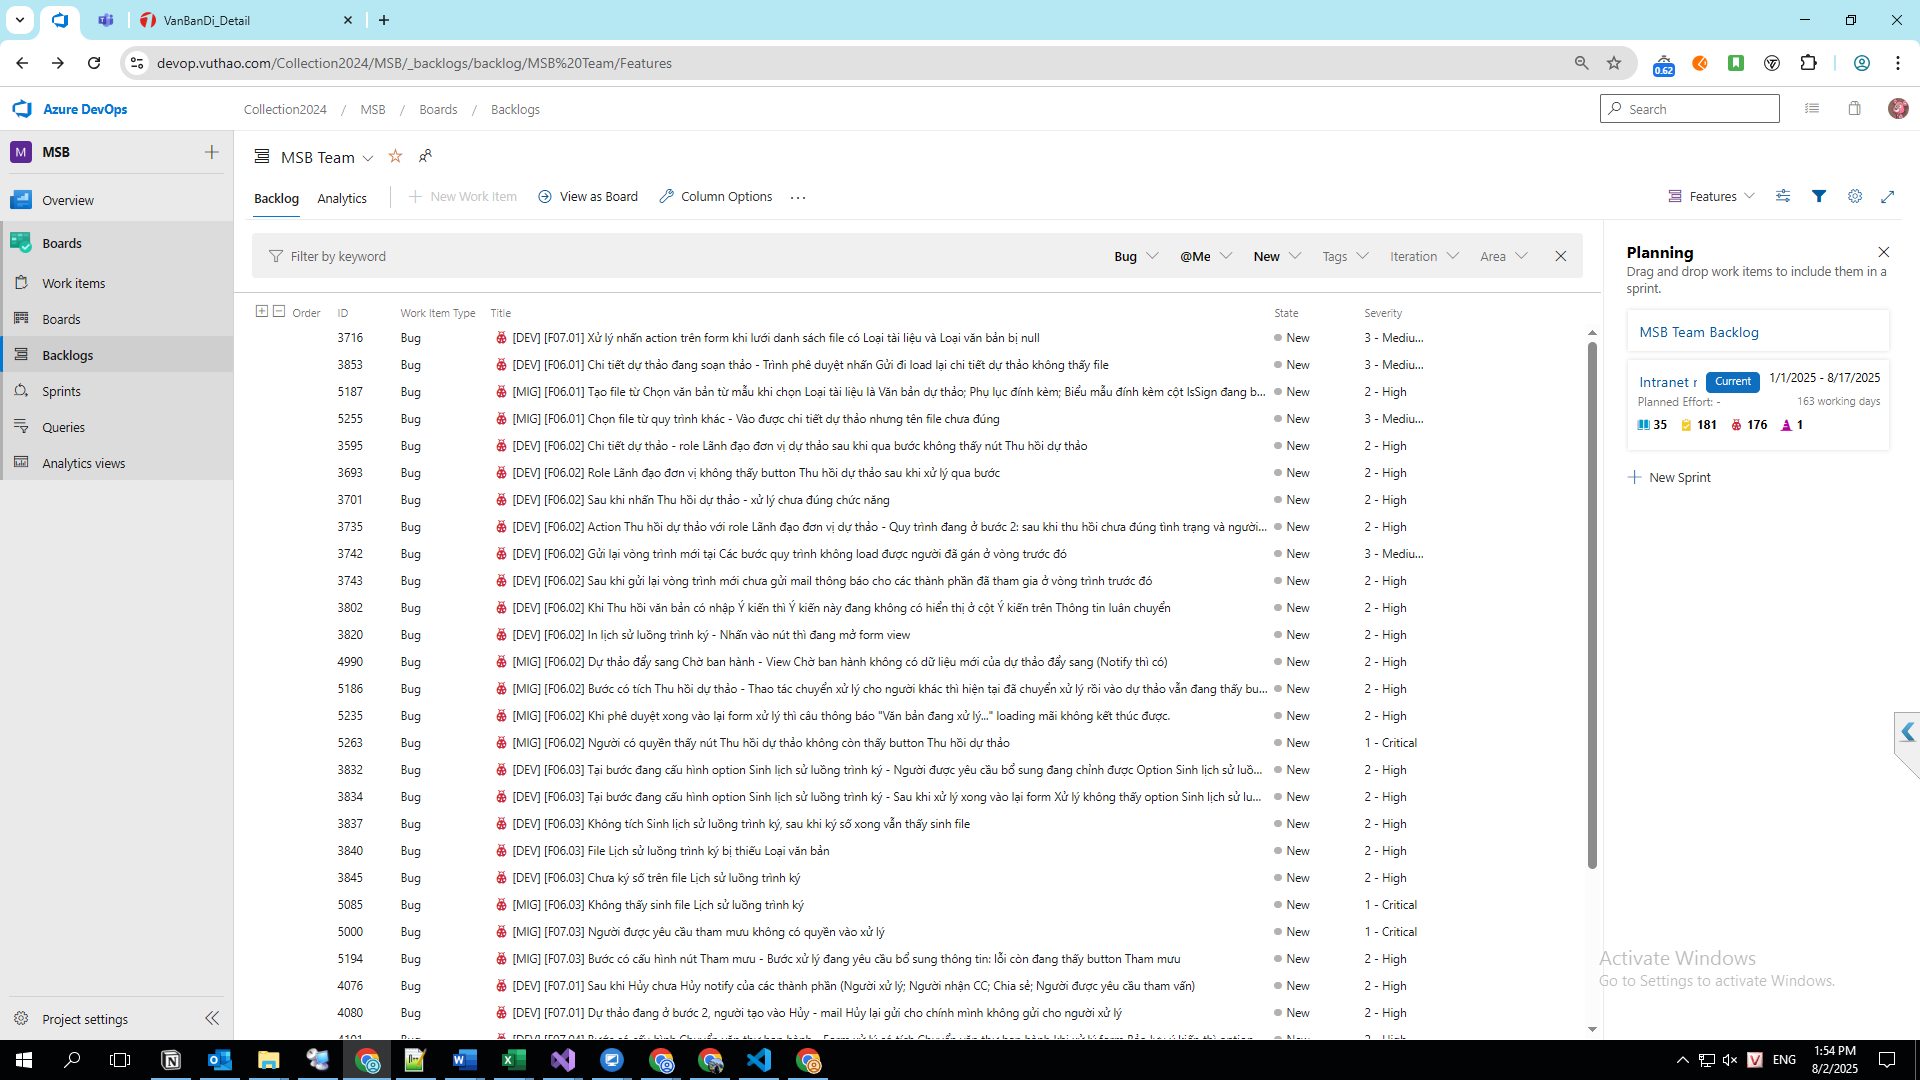 VanBanDi_Detail
devop.vuthao.com/Collection2024/MSB/_backlogs/backlog/MSB%20Team/Features
0.62
Azure DevOps
Collection2024 / MSB / Boards / Backlogs
Search
M MSB
Overview
Boards
Work items
Boards
Backlogs
Sprints
Queries
Analytics views
Project settings
MSB Team
Backlog Analytics New Work Item View as Board Column Options ...
Features
Filter by keyword
Bug @Me New Tags Iteration Area
Order ID Work Item Type Title State Severity
3716 Bug [DEV] [F07.01] Xử lý nhấn action trên form khi lưới danh sách file có Loại tài liệu và Loại văn bản bị null New 3 - Mediu...
3853 Bug [DEV] [F06.01] Chi tiết dự thảo đang soạn thảo - Trình phê duyệt nhấn Gửi đi load lại chi tiết dự thảo không thấy file New 3 - Mediu...
5187 Bug [MIG] [F06.01] Tạo file từ Chọn văn bản từ mẫu khi chọn Loại tài liệu là Văn bản dự thảo; Phụ lục đính kèm; Biểu mẫu đính kèm cột IsSign đang b... New 2 - High
5255 Bug [MIG] [F06.01] Chọn file từ quy trình khác - Vào được chi tiết dự thảo nhưng tên file chưa đúng New 3 - Mediu...
3595 Bug [DEV] [F06.02] Chi tiết dự thảo - role Lãnh đạo đơn vị dự thảo sau khi qua bước không thấy nút Thu hồi dự thảo New 2 - High
3693 Bug [DEV] [F06.02] Role Lãnh đạo đơn vị không thấy button Thu hồi dự thảo sau khi xử lý qua bước New 2 - High
3701 Bug [DEV] [F06.02] Sau khi nhấn Thu hồi dự thảo - xử lý chưa đúng chức năng New 2 - High
3735 Bug [DEV] [F06.02] Action Thu hồi dự thảo với role Lãnh đạo đơn vị dự thảo - Quy trình đang ở bước 2: sau khi thu hồi chưa đúng tình trạng và người... New 2 - High
3742 Bug [DEV] [F06.02] Gửi lại vòng trình mới tại Các bước quy trình không load được người đã gán ở vòng trước đó New 3 - Mediu...
3743 Bug [DEV] [F06.02] Sau khi gửi lại vòng trình mới chưa gửi mail thông báo cho các thành phần đã tham gia ở vòng trình trước đó New 2 - High
3802 Bug [DEV] [F06.02] Khi Thu hồi văn bản có nhập Ý kiến thì Ý kiến này đang không có hiển thị ở cột Ý kiến trên Thông tin luân chuyển New 2 - High
3820 Bug [DEV] [F06.02] In lịch sử luồng trình ký - Nhấn vào nút thì đang mở form view New 2 - High
4990 Bug [MIG] [F06.02] Dự thảo đẩy sang Chờ ban hành - View Chờ ban hành không có dữ liệu mới của dự thảo đẩy sang (Notify thì có) New 2 - High
5186 Bug [MIG] [F06.02] Bước có tích Thu hồi dự thảo - Thao tác chuyển xử lý cho người khác thì hiện tại đã chuyển xử lý rồi vào dự thảo vẫn đang thấy bu... New 2 - High
5235 Bug [MIG] [F06.02] Khi phê duyệt xong vào lại form xử lý thì câu thông báo "Văn bản đang xử lý..." loading mãi không kết thúc được. New 2 - High
5263 Bug [MIG] [F06.02] Người có quyền thấy nút Thu hồi dự thảo không còn thấy button Thu hồi dự thảo New 1 - Critical
3832 Bug [DEV] [F06.03] Tại bước đang cấu hình option Sinh lịch sử luồng trình ký - Người được yêu cầu bổ sung đang chỉnh được Option Sinh lịch sử luồ... New 2 - High
3834 Bug [DEV] [F06.03] Tại bước đang cấu hình option Sinh lịch sử luồng trình ký - Sau khi xử lý xong vào lại form Xử lý không thấy option Sinh lịch sử lu... New 2 - High
3837 Bug [DEV] [F06.03] Không tích Sinh lịch sử luồng trình ký, sau khi ký số xong vẫn thấy sinh file New 2 - High
3840 Bug [DEV] [F06.03] File Lịch sử luồng trình ký bị thiếu Loại văn bản New 2 - High
3845 Bug [DEV] [F06.03] Chưa ký số trên file Lịch sử luồng trình ký New 2 - High
5085 Bug [MIG] [F06.03] Không thấy sinh file Lịch sử luồng trình ký New 1 - Critical
5000 Bug [MIG] [F07.03] Người được yêu cầu tham mưu không có quyền vào xử lý New 1 - Critical
5194 Bug [MIG] [F07.03] Bước có cấu hình nút Tham mưu - Bước xử lý đang yêu cầu bổ sung thông tin: lỗi còn đang thấy button Tham mưu New 2 - High
4076 Bug [DEV] [F07.01] Sau khi Hủy chưa Hủy notify của các thành phần (Người xử lý; Người nhận CC; Chia sẻ; Người được yêu cầu tham vấn) New 2 - High
4080 Bug [DEV] [F07.01] Dự thảo đang ở bước 2, người tạo vào Hủy - mail Hủy lại gửi cho chính mình không gửi cho người xử lý New 2 - High
Planning
Drag and drop work items to include them in a
sprint.
MSB Team Backlog
Intranet r Current 1/1/2025 - 8/17/2025
Planned Effort: - 163 working days
35 181 176 1
New Sprint
Activate Windows
Go to Settings to activate Windows.
ENG
1:54 PM
8/2/2025